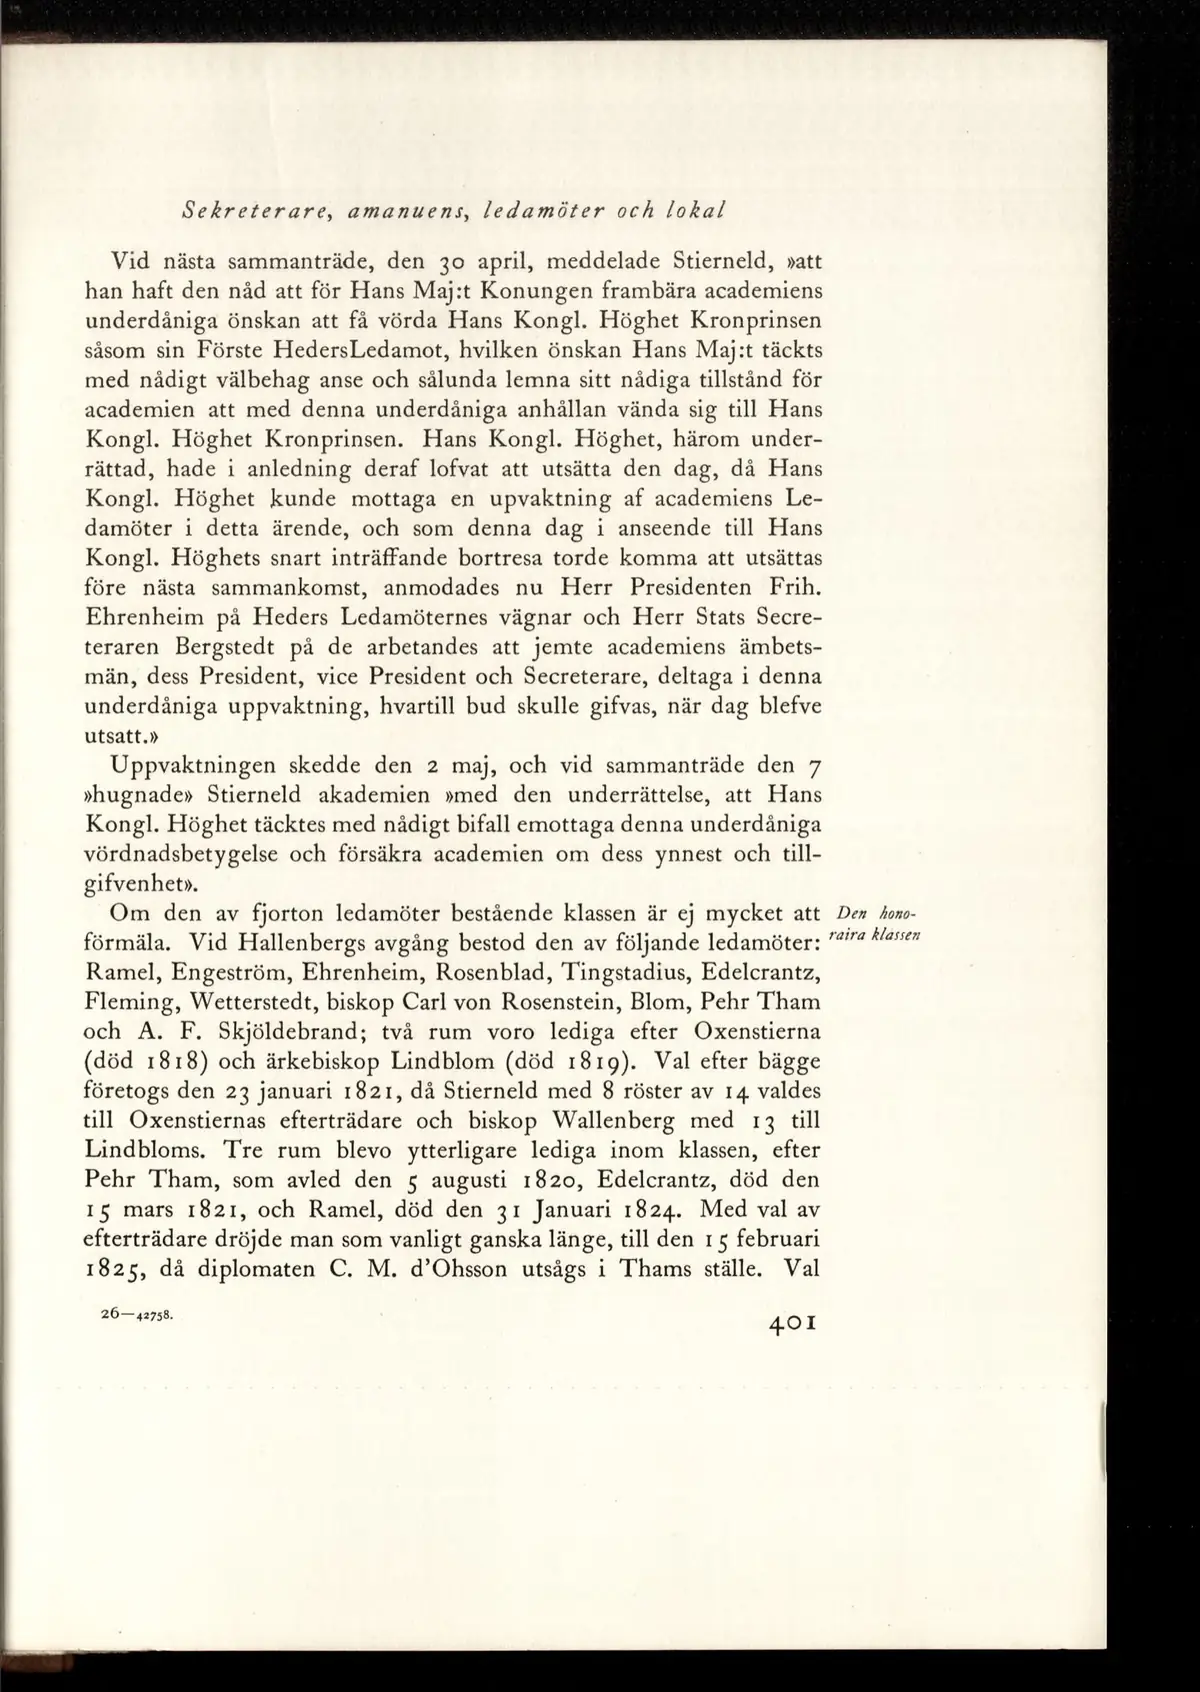 Sekreterare, amanuens, ledamöter och lokal
Vid nästa sammanträde, den 30 april, meddelade Stierneld, »att
han haft den nåd att för Hans Maj:t Konungen frambära academiens
underdåniga önskan att få vörda Hans Kongl. Höghet Kronprinsen
såsom sin Förste HedersLedamot, hvilken önskan Hans Maj:t täckts
med nådigt välbehag anse och sålunda lemna sitt nådiga tillstånd för
academien att med denna underdåniga anhållan vända sig till Hans
Kongl. Höghet Kronprinsen. Hans Kongl. Höghet, härom under-
rättad, hade i anledning deraf lofvat att utsätta den dag, då Hans
Kongl. Höghet kunde mottaga en upvaktning af academiens Le-
damöter i detta ärende, och som denna dag i anseende till Hans
Kongl. Höghets snart inträffande bortresa torde komma att utsättas
före nästa sammankomst, anmodades nu Herr Presidenten Frih.
Ehrenheim på Heders Ledamöternes vägnar och Herr Stats Secre-
teraren Bergstedt på de arbetandes att jemte academiens ämbets-
män, dess President, vice President och Secreterare, deltaga i denna
underdåniga uppvaktning, hvartill bud skulle gifvas, när dag blefve
utsatt.»
Uppvaktningen skedde den 2 maj, och vid sammanträde den 7
»hugnade» Stierneld akademien »med den underrättelse, att Hans
Kongl. Höghet täcktes med nådigt bifall emottaga denna underdåniga
vördnadsbetygelse och försäkra academien om dess ynnest och till-
gifvenhet».
Om den av fjorton ledamöter bestående klassen är ej mycket att
förmäla. Vid Hallenbergs avgång bestod den av följande ledamöter:
Ramel, Engeström, Ehrenheim, Rosenblad, Tingstadius, Edelcrantz,
Fleming, Wetterstedt, biskop Carl von Rosenstein, Blom, Pehr Tham
och A. F. Skjöldebrand; två rum voro lediga efter Oxenstierna
(död 1818) och ärkebiskop Lindblom (död 1819). Val efter bägge
företogs den 23 januari 1821, då Stierneld med 8 röster av 14 valdes
till Oxenstiernas efterträdare och biskop Wallenberg med 13 till
Lindbloms. Tre rum blevo ytterligare lediga inom klassen, efter
Pehr Tham, som avled den 5 augusti 1820, Edelcrantz, död den
15 mars 1821, och Ramel, död den 31 Januari 1824. Med val av
efterträdare dröjde man som vanligt ganska länge, till den 15 februari
1825, då diplomaten C. M. d'Ohsson utsågs i Thams ställe. Val
Den hono-
raira klassen
26—42758.
401